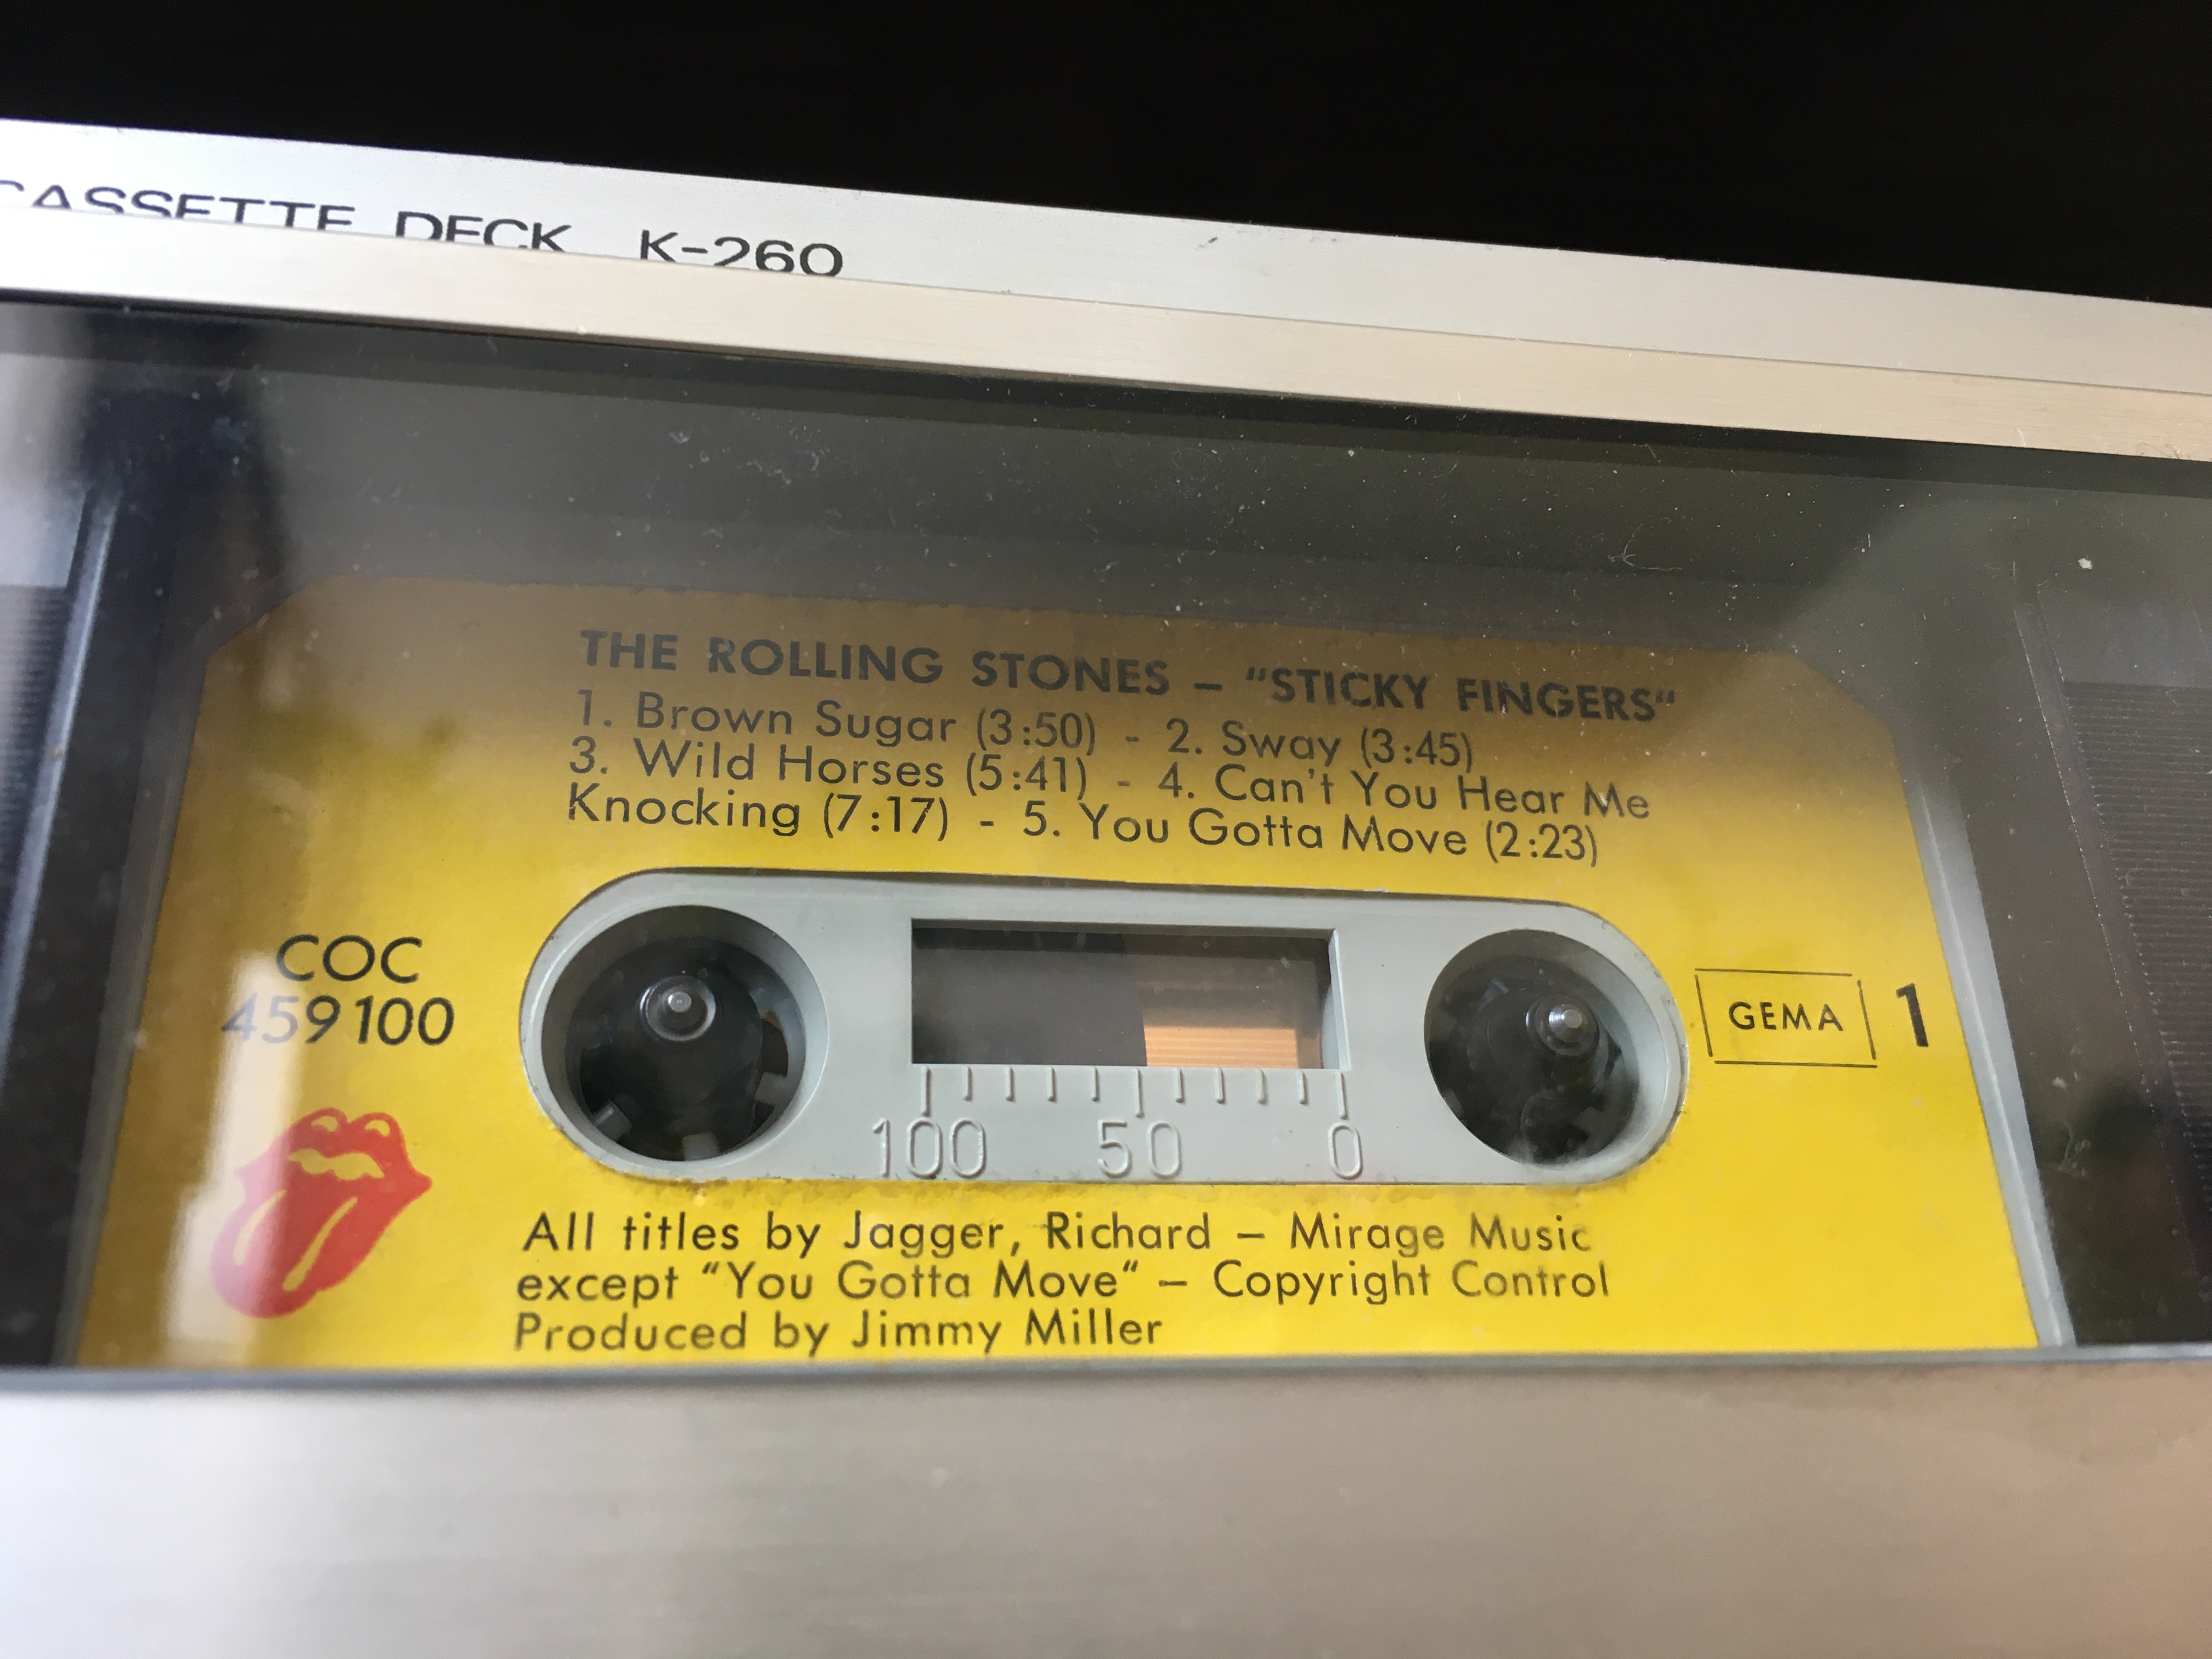 CASSETTE DECK K-260
THE ROLLING STONES – "STICKY FINGERS"
1. Brown Sugar (3:50) - 2. Sway (3:45)
3. Wild Horses (5:41) - 4. Can't You Hear Me
Knocking (7:17) - 5. You Gotta Move (2:23)
COC
459100
GEMA 1
100 50 0
All titles by Jagger, Richard – Mirage Music
except "You Gotta Move" – Copyright Control
Produced by Jimmy Miller